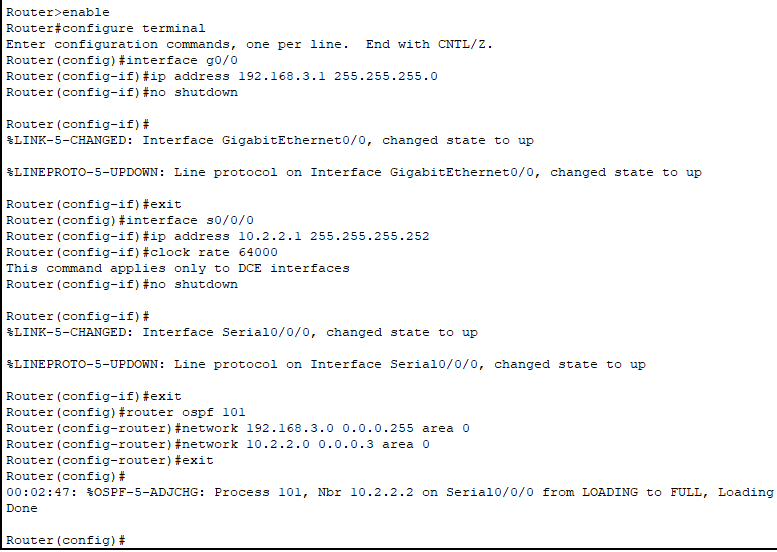 Router>enable
Router#configure terminal
Enter configuration commands, one per line.  End with CNTL/Z.
Router(config)#interface g0/0
Router(config-if)#ip address 192.168.3.1 255.255.255.0
Router(config-if)#no shutdown

Router(config-if)#
%LINK-5-CHANGED: Interface GigabitEthernet0/0, changed state to up

%LINEPROTO-5-UPDOWN: Line protocol on Interface GigabitEthernet0/0, changed state to up

Router(config-if)#exit
Router(config)#interface s0/0/0
Router(config-if)#ip address 10.2.2.1 255.255.255.252
Router(config-if)#clock rate 64000
This command applies only to DCE interfaces
Router(config-if)#no shutdown

Router(config-if)#
%LINK-5-CHANGED: Interface Serial0/0/0, changed state to up

%LINEPROTO-5-UPDOWN: Line protocol on Interface Serial0/0/0, changed state to up

Router(config-if)#exit
Router(config)#router ospf 101
Router(config-router)#network 192.168.3.0 0.0.0.255 area 0
Router(config-router)#network 10.2.2.0 0.0.0.3 area 0
Router(config-router)#exit
Router(config)#
00:02:47: %OSPF-5-ADJCHG: Process 101, Nbr 10.2.2.2 on Serial0/0/0 from LOADING to FULL, Loading
Done

Router(config)#